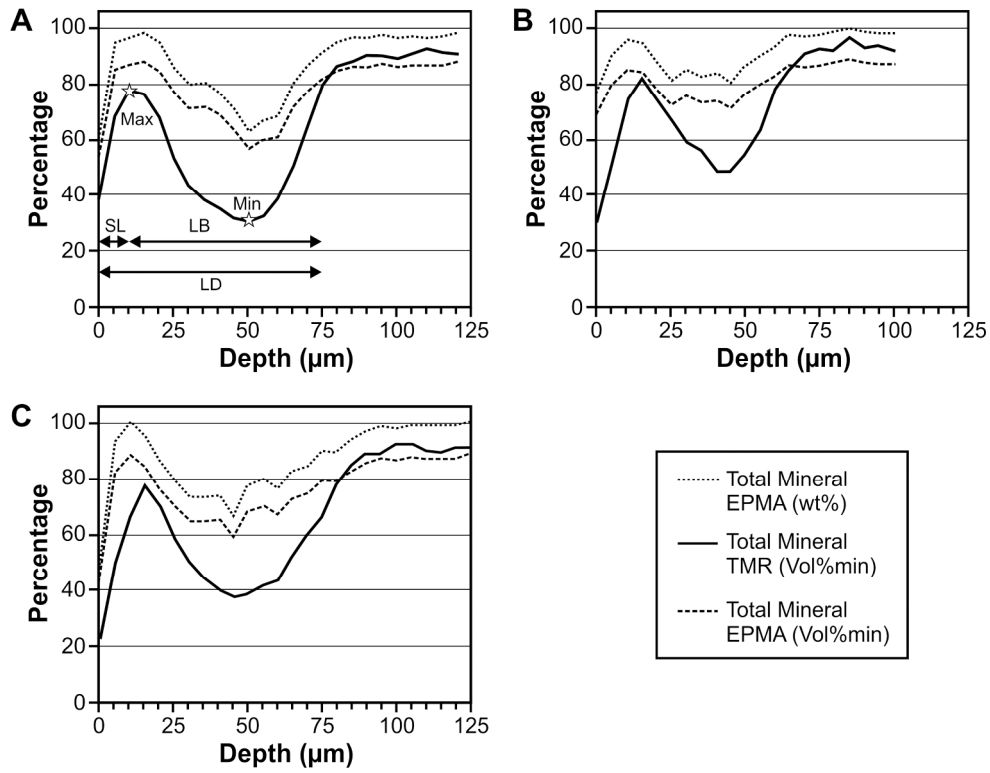 A
Percentage
100
80
60
40
20
0
Max
Min
SL
LB
LD
0
25
50
75
100
125
Depth (µm)
B
Percentage
100
80
60
40
20
0
0
25
50
75
100
125
Depth (µm)
C
Percentage
100
80
60
40
20
0
0
25
50
75
100
125
Depth (µm)
Total Mineral
EPMA (wt%)
Total Mineral
TMR (Vol%min)
Total Mineral
EPMA (Vol%min)